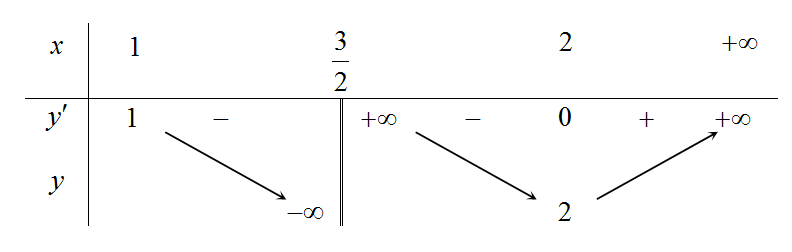 x 1 3/2 2 +∞
y′ 1 − +∞ − 0 + +∞
y −∞ 2